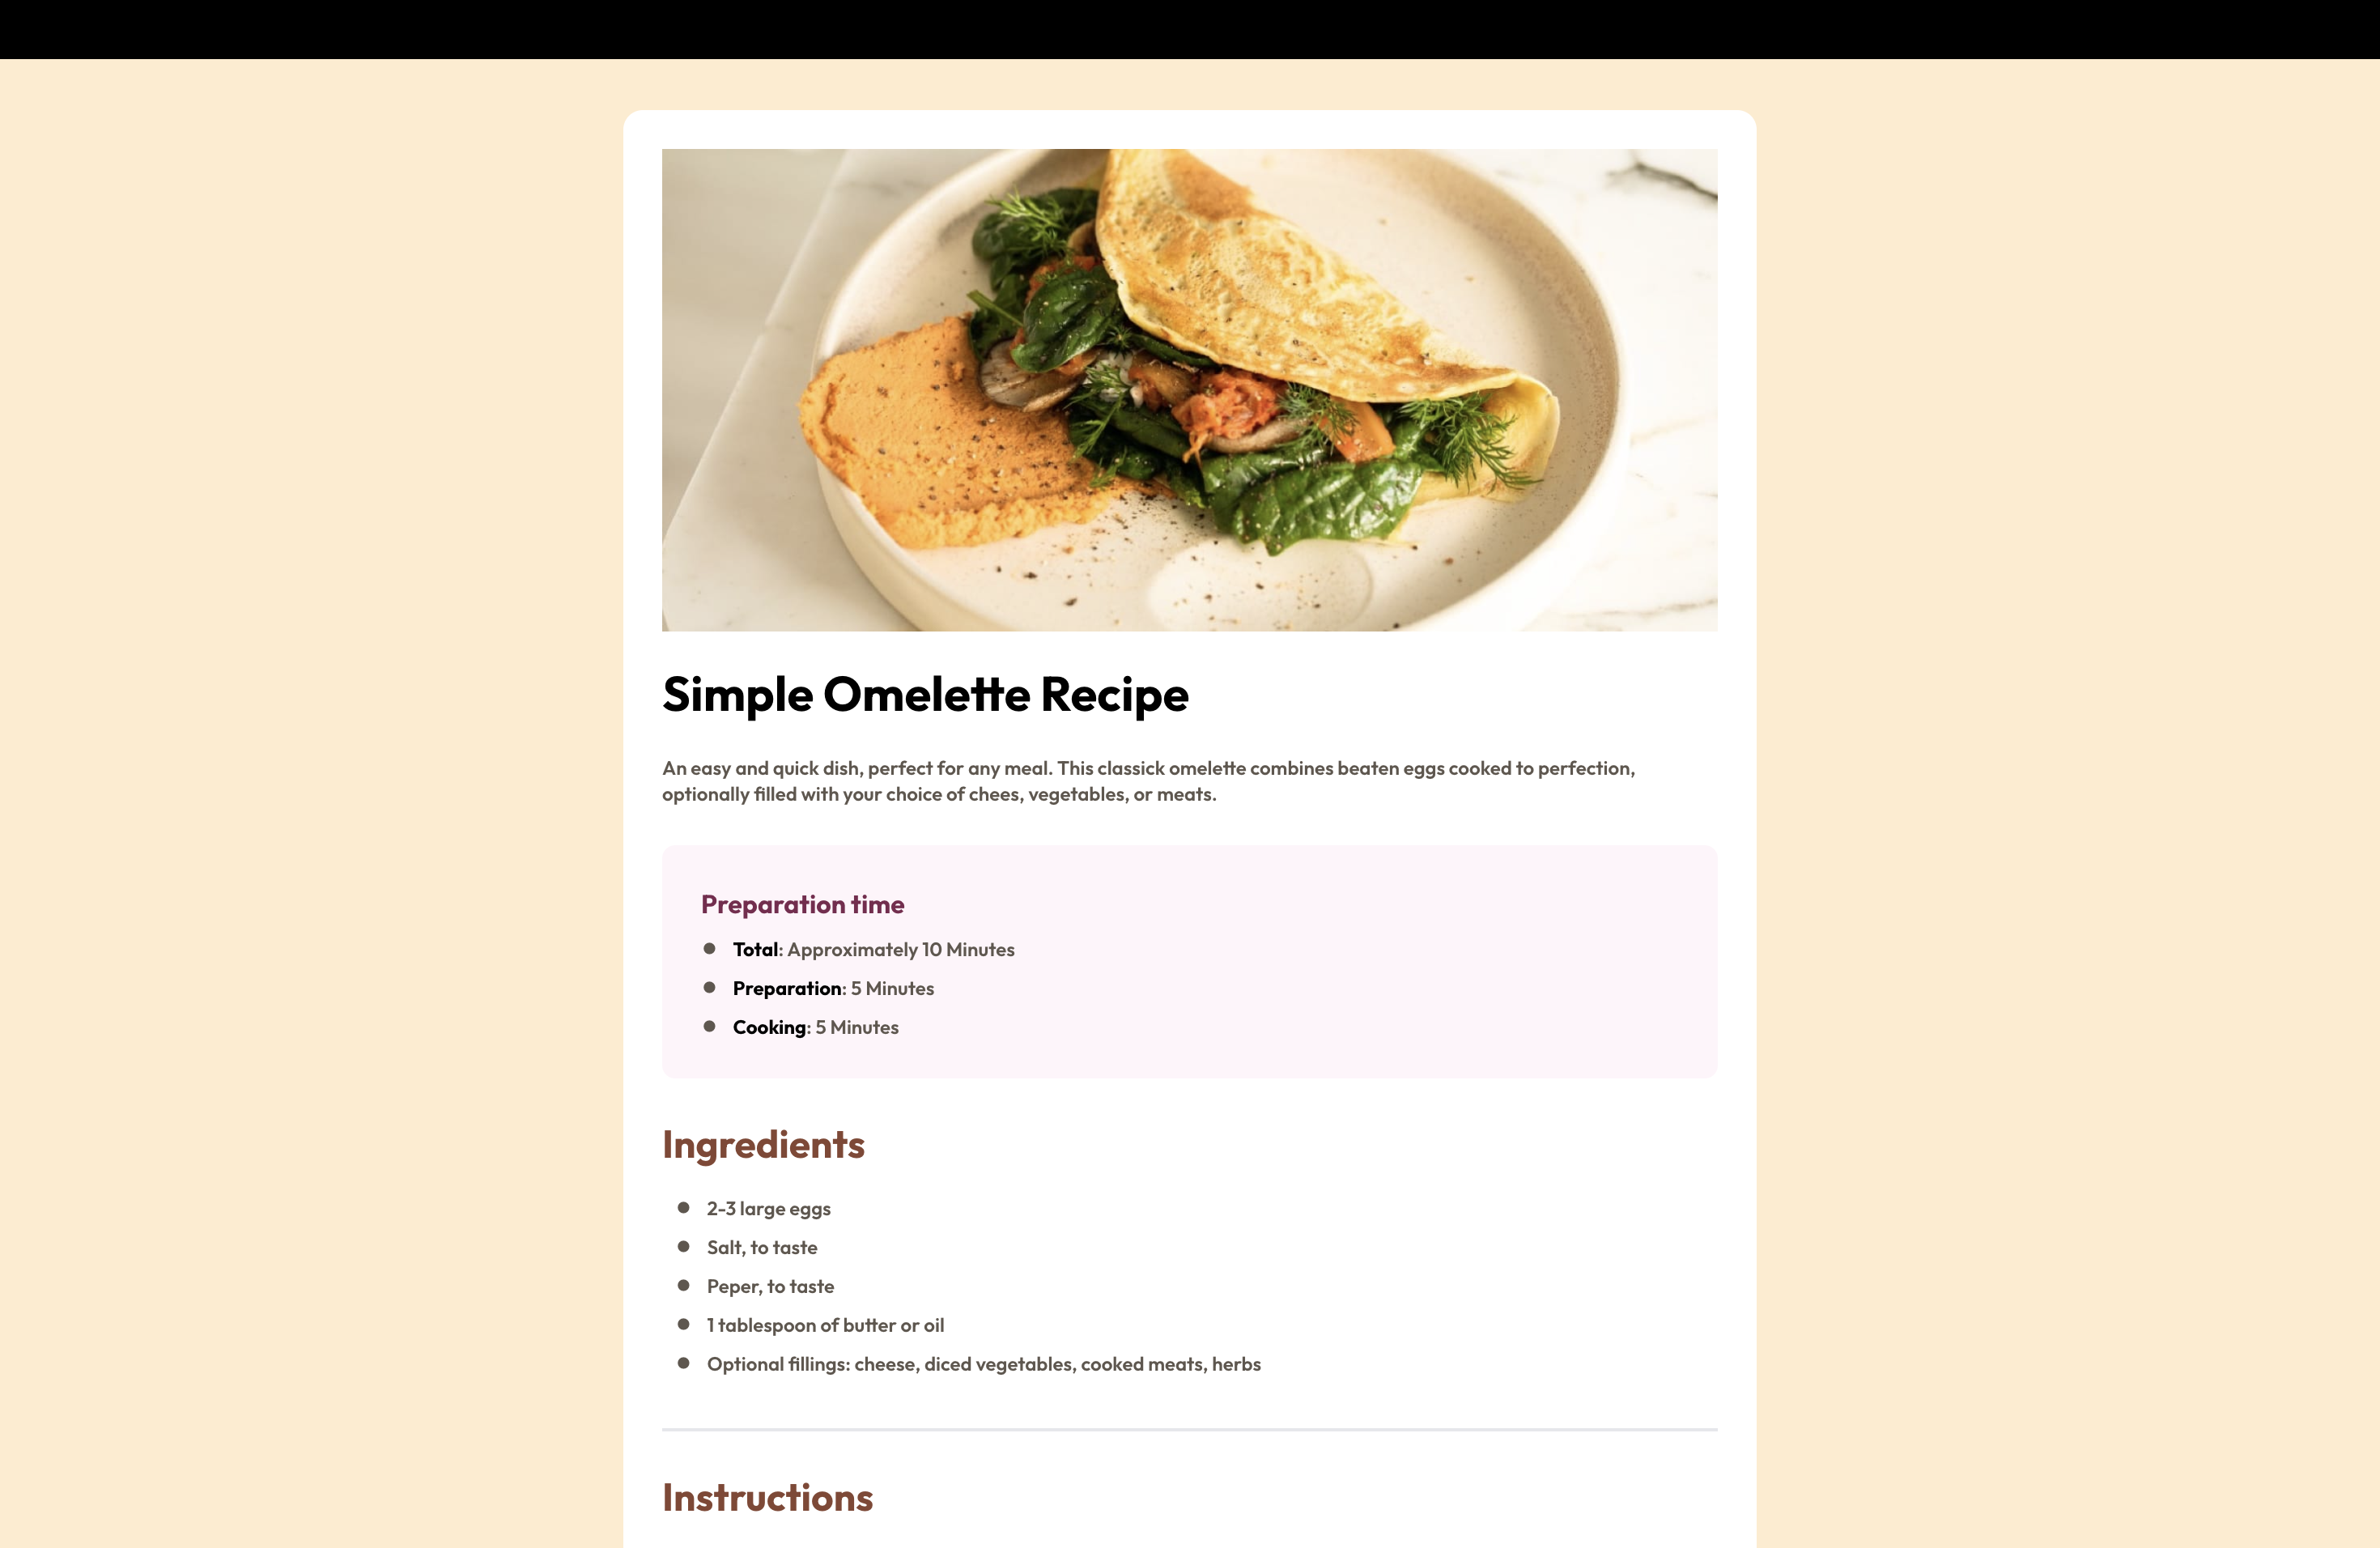 Simple Omelette Recipe
An easy and quick dish, perfect for any meal. This classick omelette combines beaten eggs cooked to perfection,
optionally filled with your choice of chees, vegetables, or meats.
Preparation time
Total: Approximately 10 Minutes
Preparation: 5 Minutes
Cooking: 5 Minutes
Ingredients
2-3 large eggs
Salt, to taste
Peper, to taste
1 tablespoon of butter or oil
Optional fillings: cheese, diced vegetables, cooked meats, herbs
Instructions